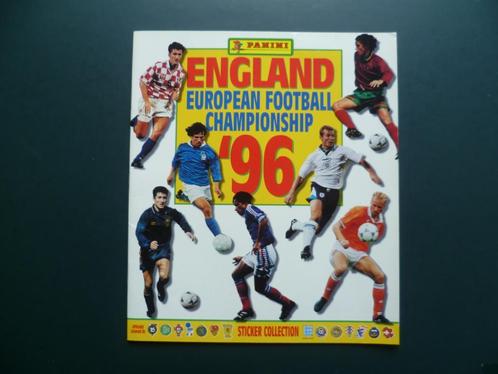 PANINI
ENGLAND
EUROPEAN FOOTBALL
CHAMPIONSHIP
'96
STICKER COLLECTION